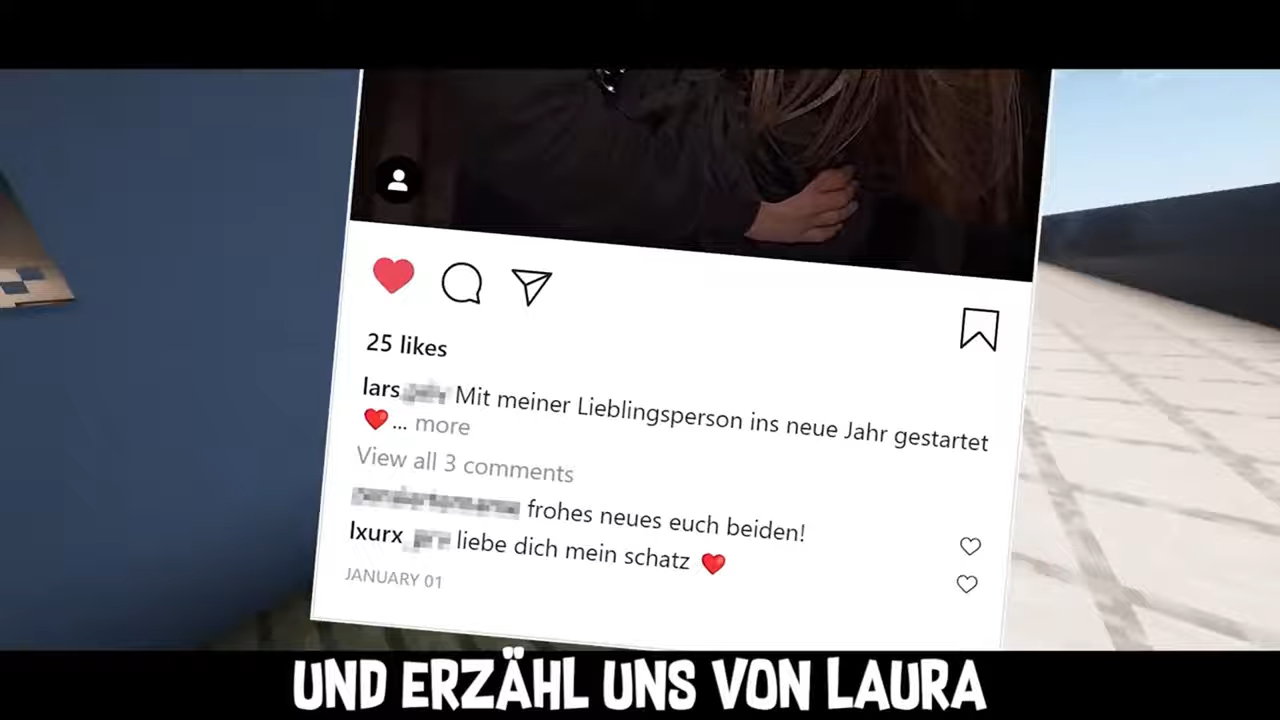 25 likes
lars Mit meiner Lieblingsperson ins neue Jahr gestartet
❤️... more
View all 3 comments
frohes neues euch beiden!
lxurx liebe dich mein schatz ❤️
JANUARY 01
UND ERZÄHL UNS VON LAURA